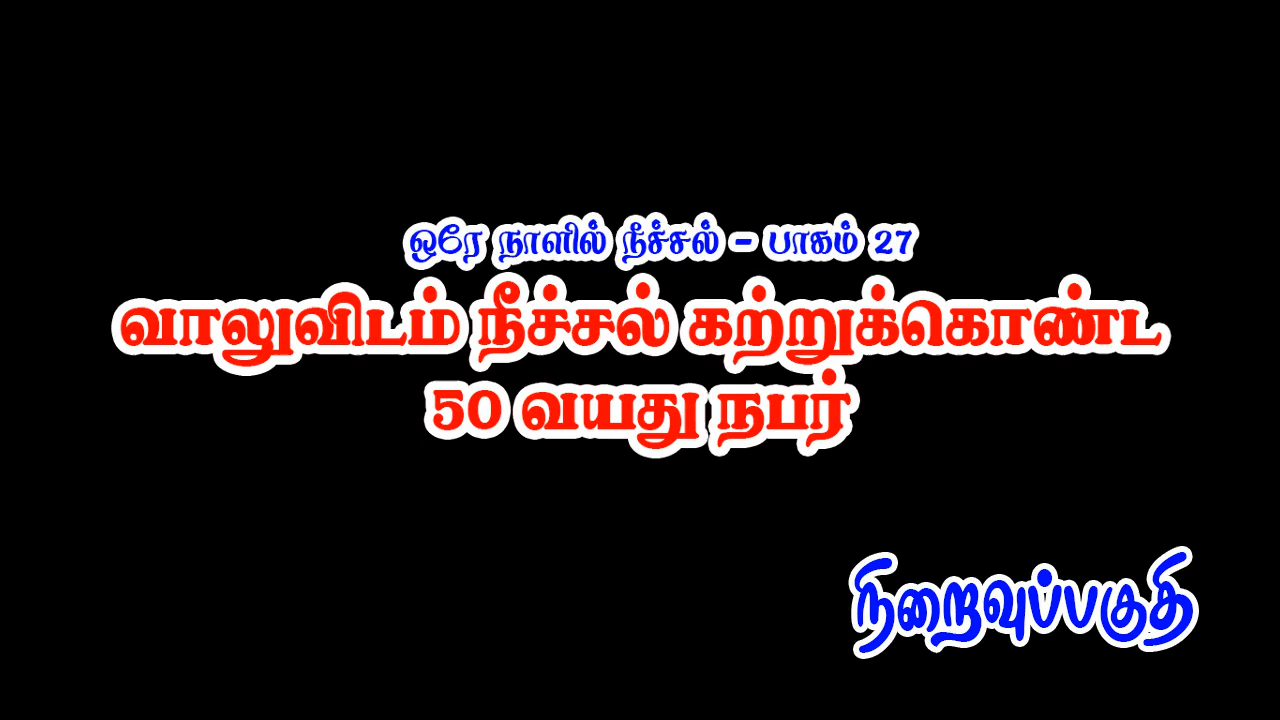 ஒரே நாளில் நீச்சல் - பாகம் 27
வாலுவிடம் நீச்சல் கற்றுக்கொண்ட
50 வயது நபர்
நிறைவுப்பகுதி